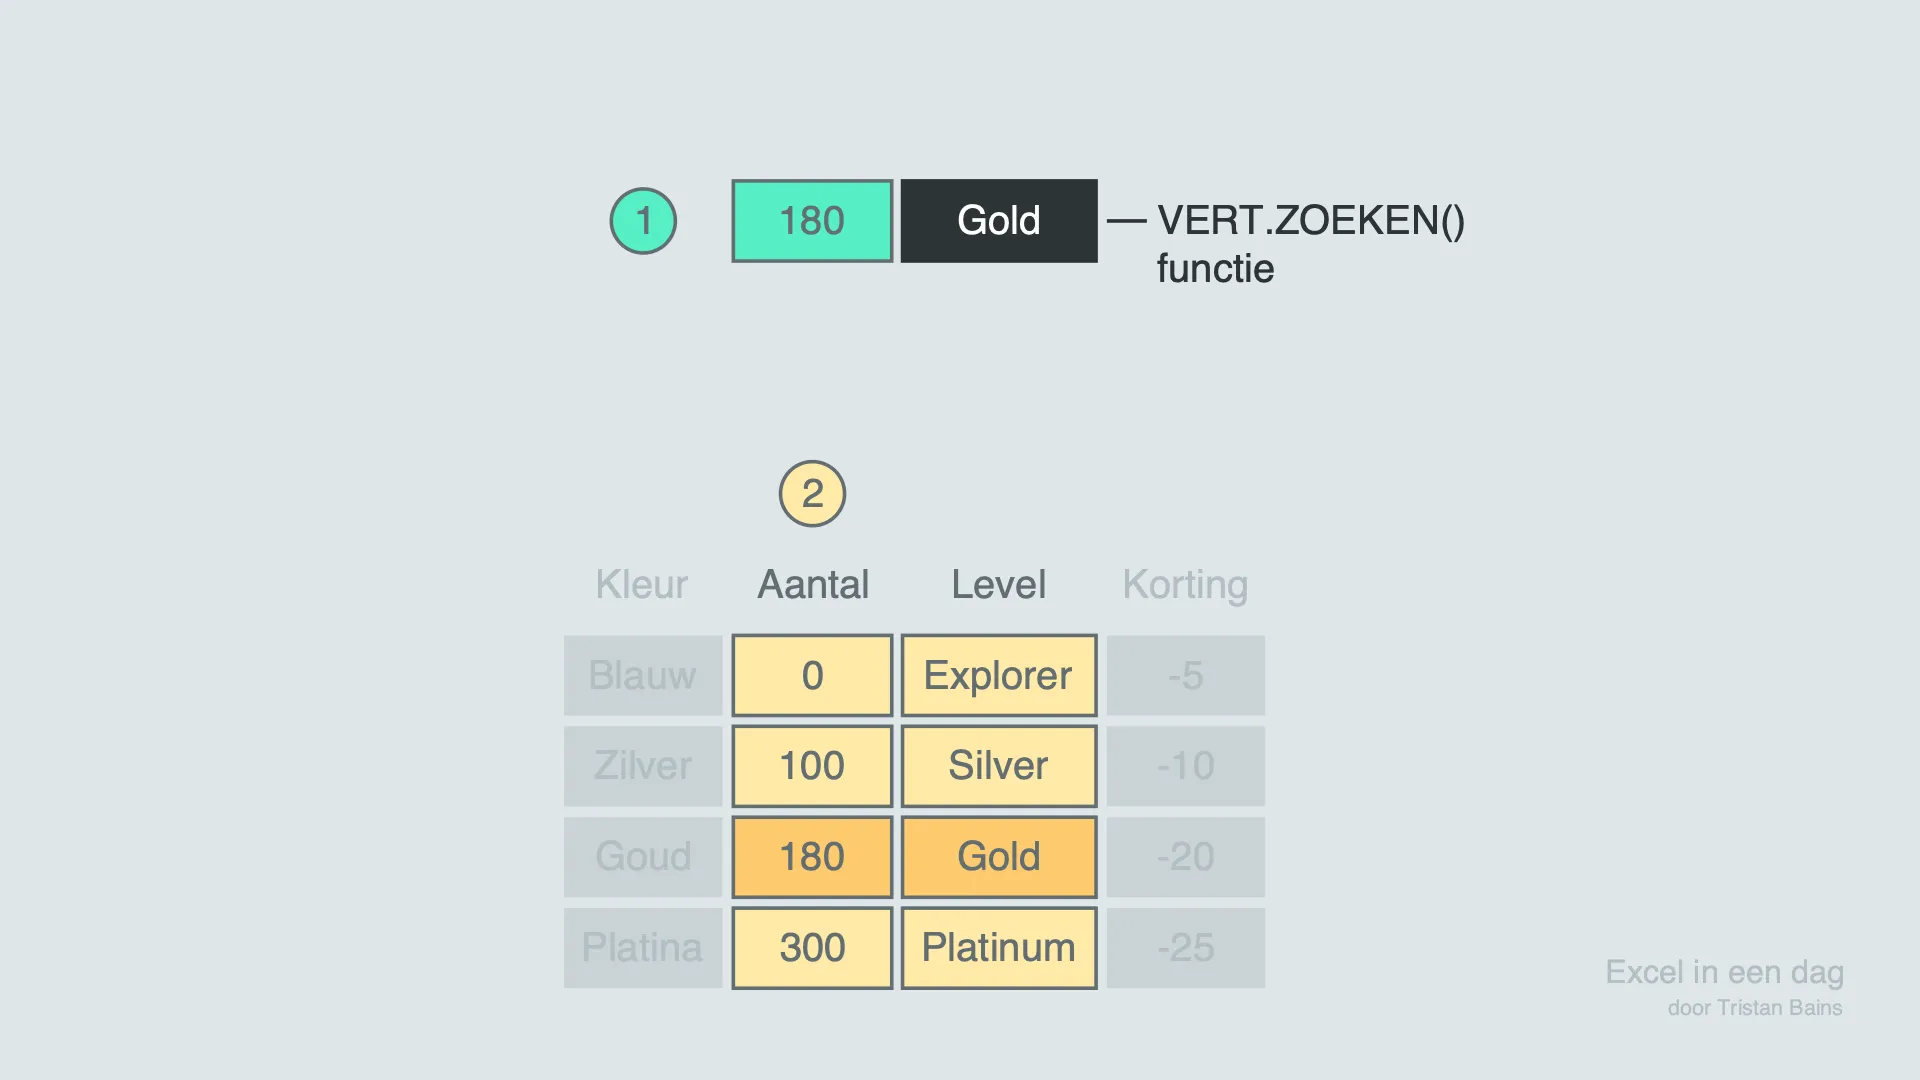 1 180 Gold — VERT.ZOEKEN()
functie
2
Kleur Aantal Level Korting
Blauw 0 Explorer -5
Zilver 100 Silver -10
Goud 180 Gold -20
Platina 300 Platinum -25
Excel in een dag
door Tristan Bains